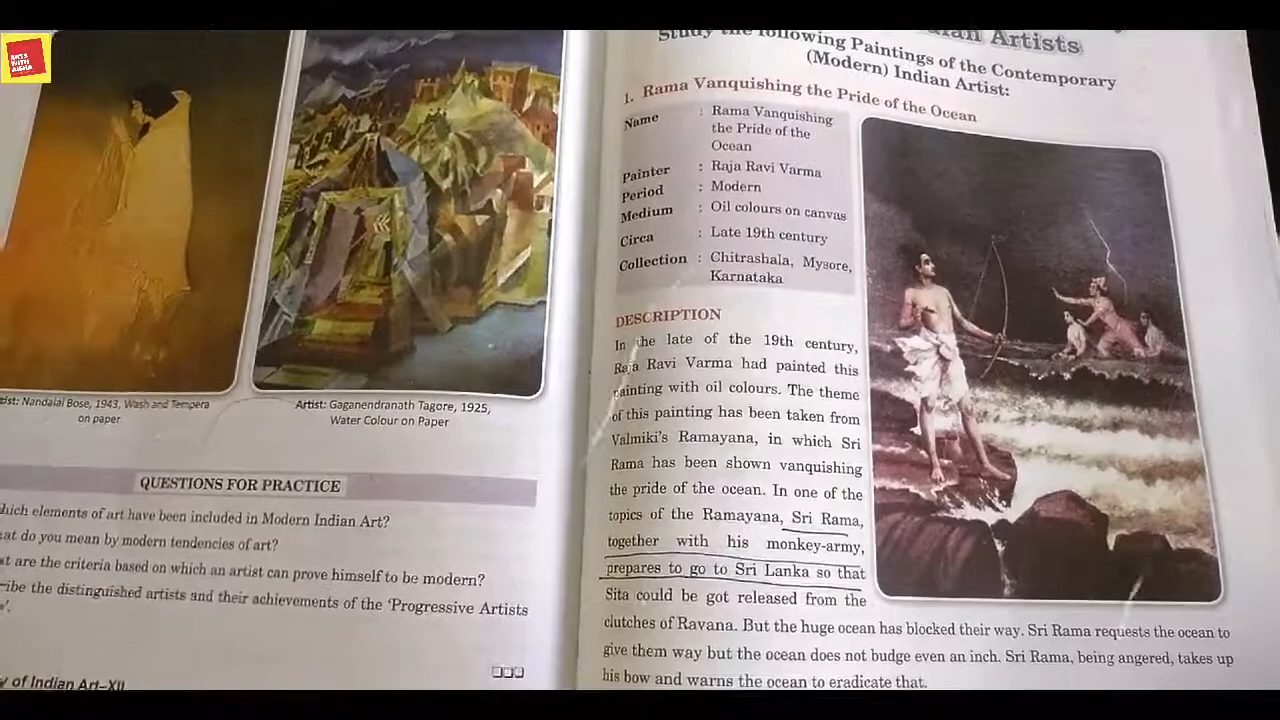 ARTS
WITH
AISHA
Artist: Gaganendranath Tagore, 1925,
Water Colour on Paper
Nandalal Bose, 1943, Wash and Tempera
on paper
QUESTIONS FOR PRACTICE
hich elements of art have been included in Modern Indian Art?
at do you mean by modern tendencies of art?
t are the criteria based on which an artist can prove himself to be modern?
ribe the distinguished artists and their achievements of the 'Progressive Artists
of Indian Art–XII
Artists
Study the following Paintings of the Contemporary
(Modern) Indian Artist:
1. Rama Vanquishing the Pride of the Ocean
Name : Rama Vanquishing
the Pride of the
Ocean
Painter : Raja Ravi Varma
Period : Modern
Medium : Oil colours on canvas
Circa : Late 19th century
Collection : Chitrashala, Mysore,
Karnataka
DESCRIPTION
In the late of the 19th century,
Raja Ravi Varma had painted this
painting with oil colours. The theme
of this painting has been taken from
Valmiki's Ramayana, in which Sri
Rama has been shown vanquishing
the pride of the ocean. In one of the
topics of the Ramayana, Sri Rama,
together with his monkey-army,
prepares to go to Sri Lanka so that
Sita could be got released from the
clutches of Ravana. But the huge ocean has blocked their way. Sri Rama requests the ocean to
give them way but the ocean does not budge even an inch. Sri Rama, being angered, takes up
his bow and warns the ocean to eradicate that.